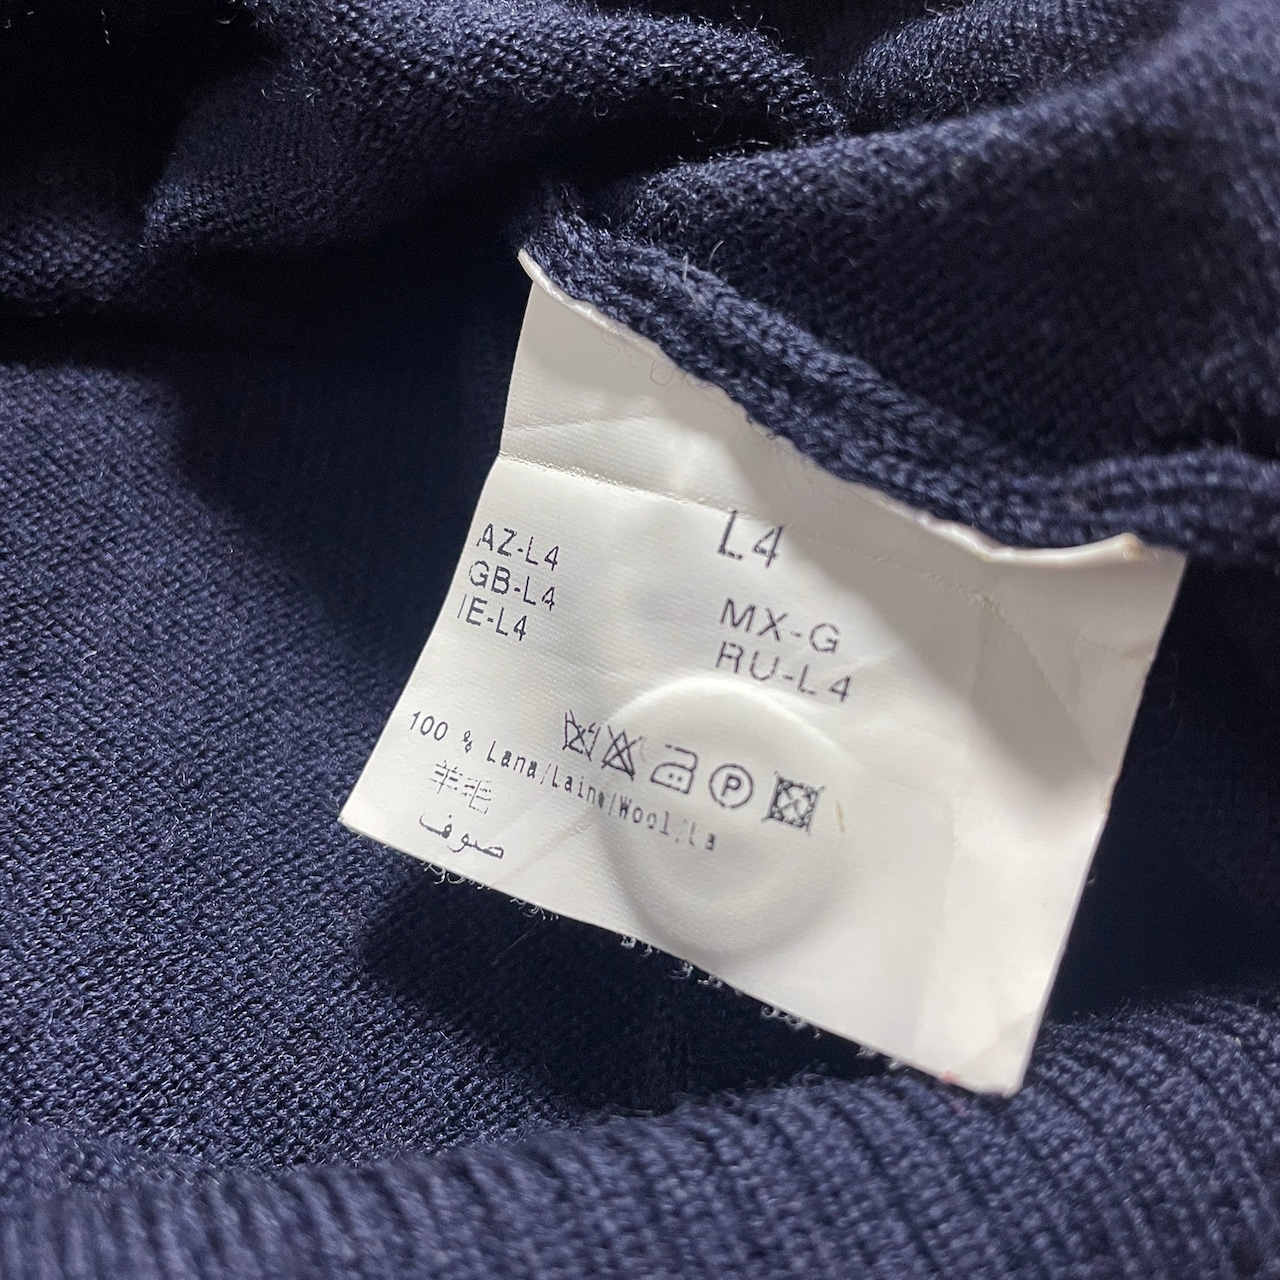 L4
AZ-L4
GB-L4
IE-L4
MX-G
RU-L4
P
100 % Lana/Laine/Wool/La
羊毛
صوف